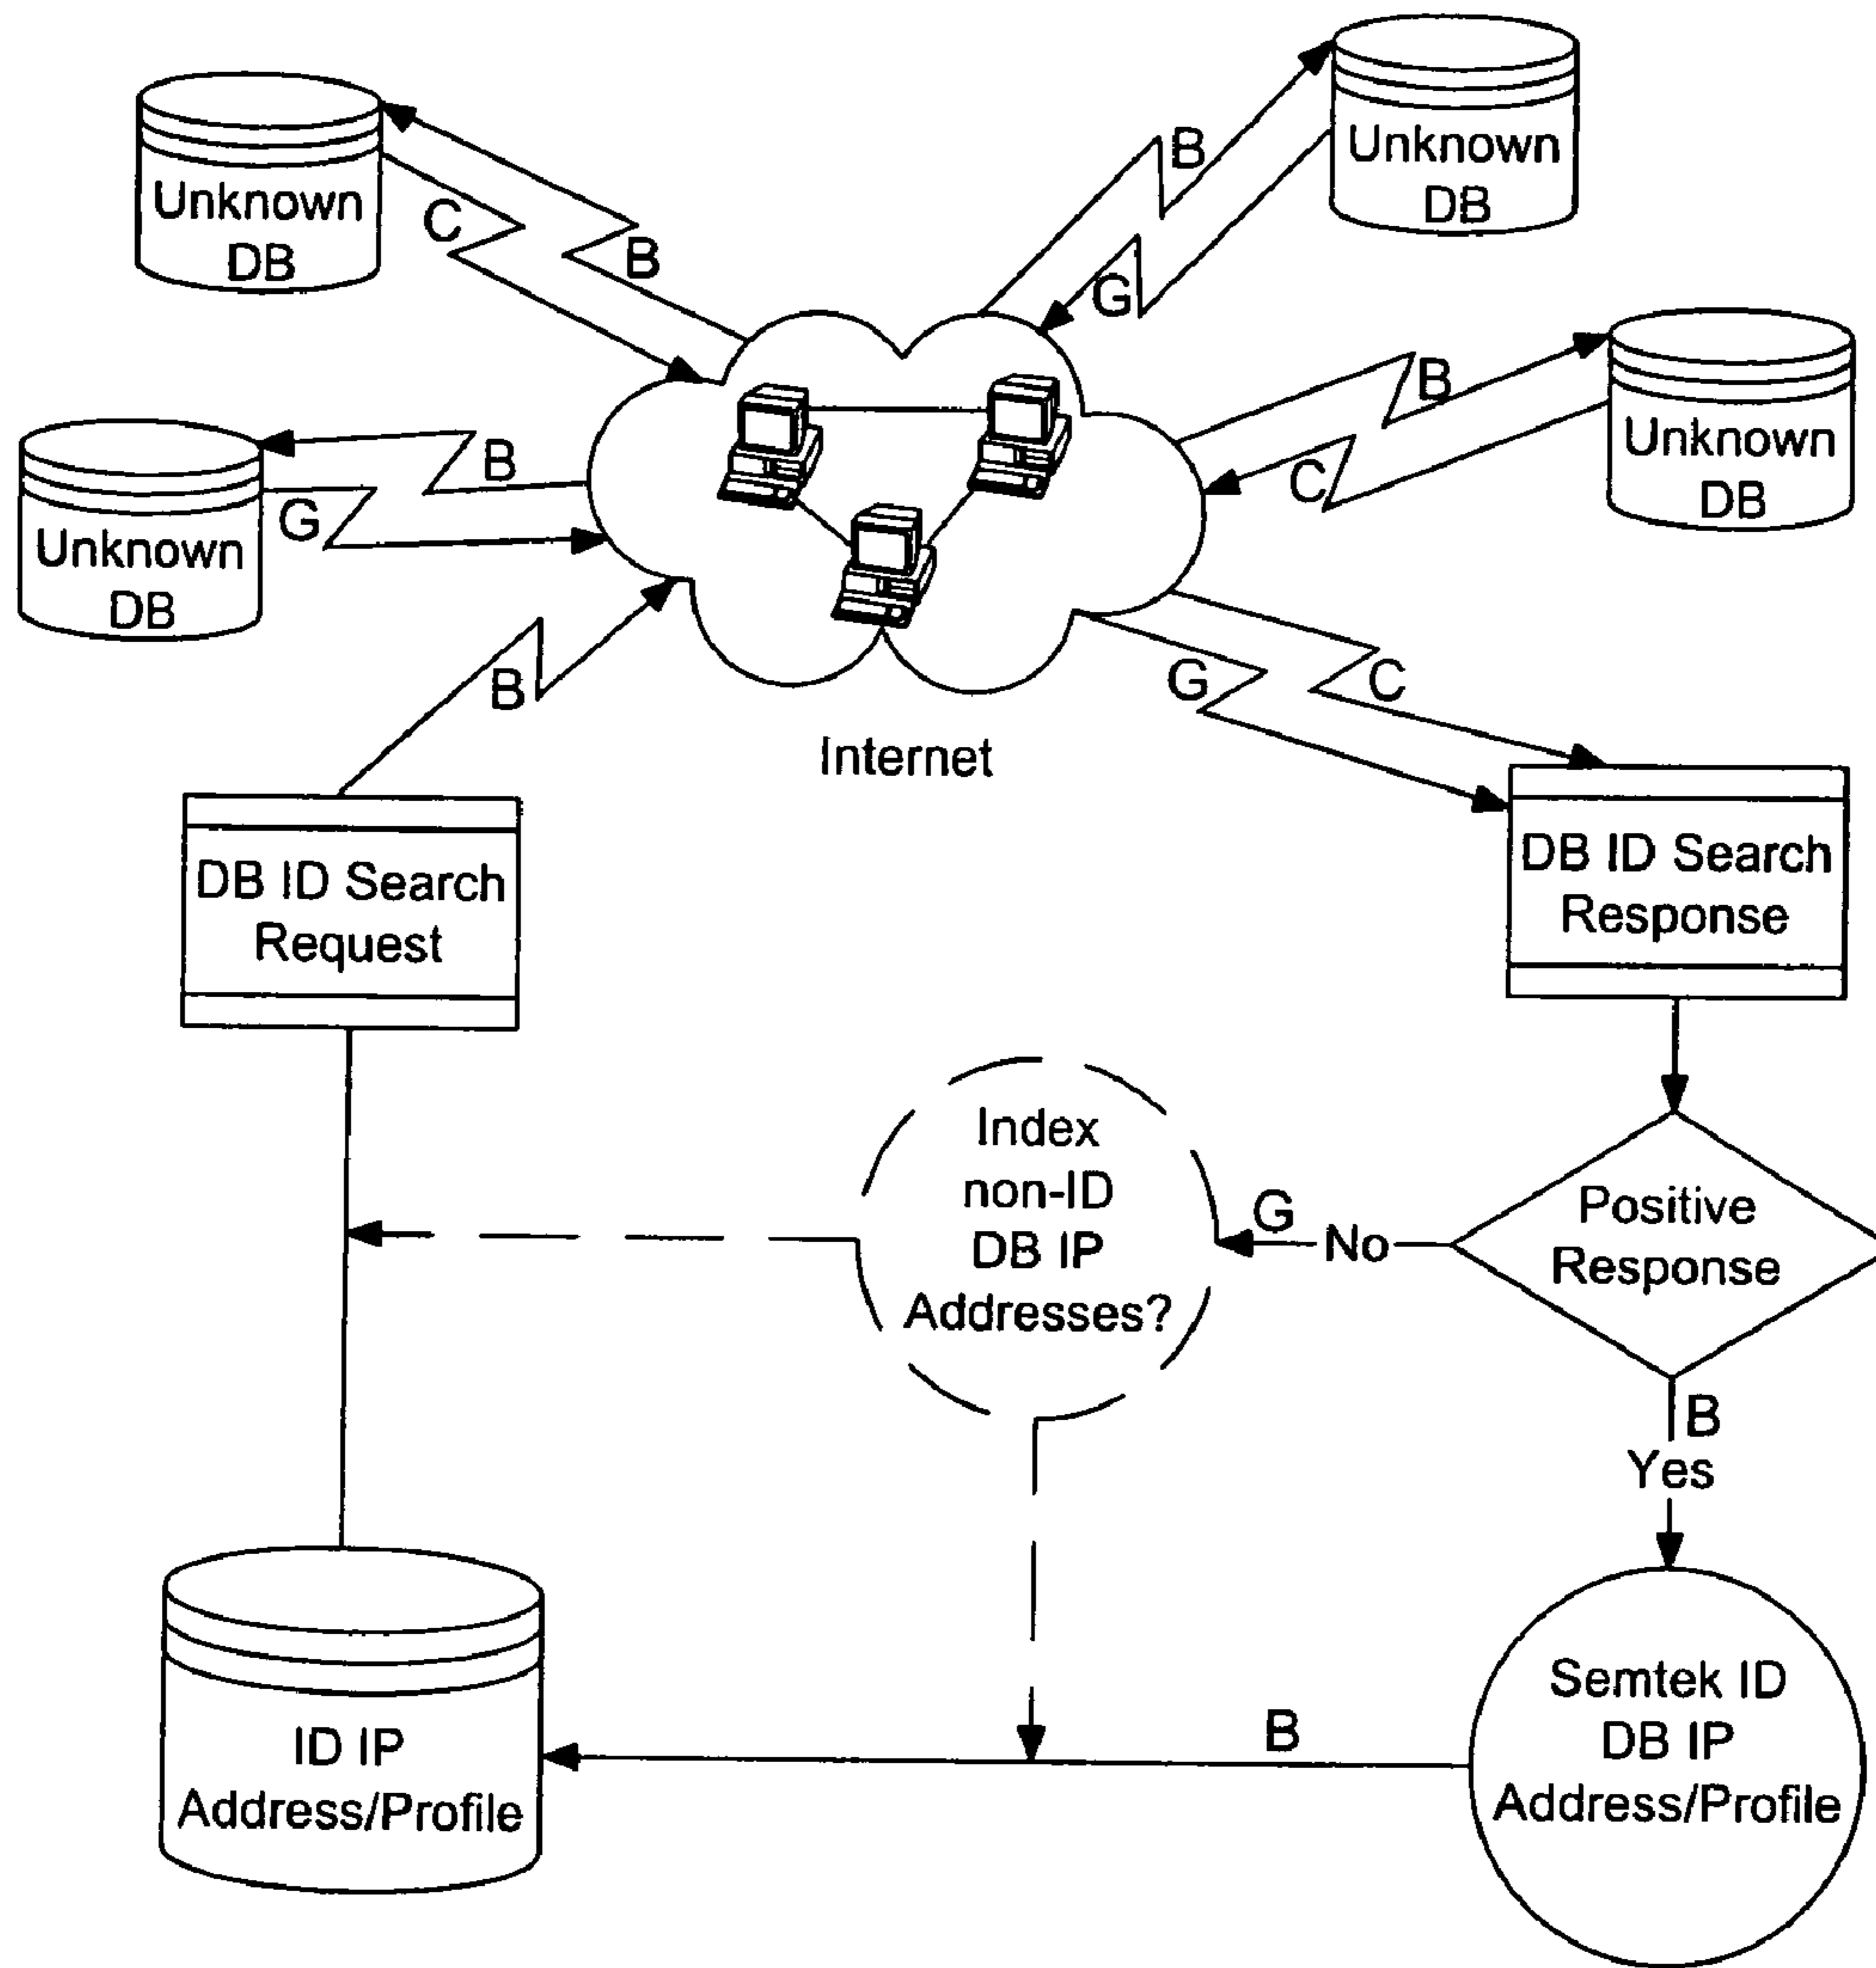 B
Unknown
DB
Unknown
DB
C
B
G
B
Unknown
DB
C
B
G
Unknown
DB
B
G
C
Internet
DB ID Search
Request
DB ID Search
Response
Index
non-ID
DB IP
Addresses?
G
No
Positive
Response
B
Yes
ID IP
Address/Profile
B
Semtek ID
DB IP
Address/Profile